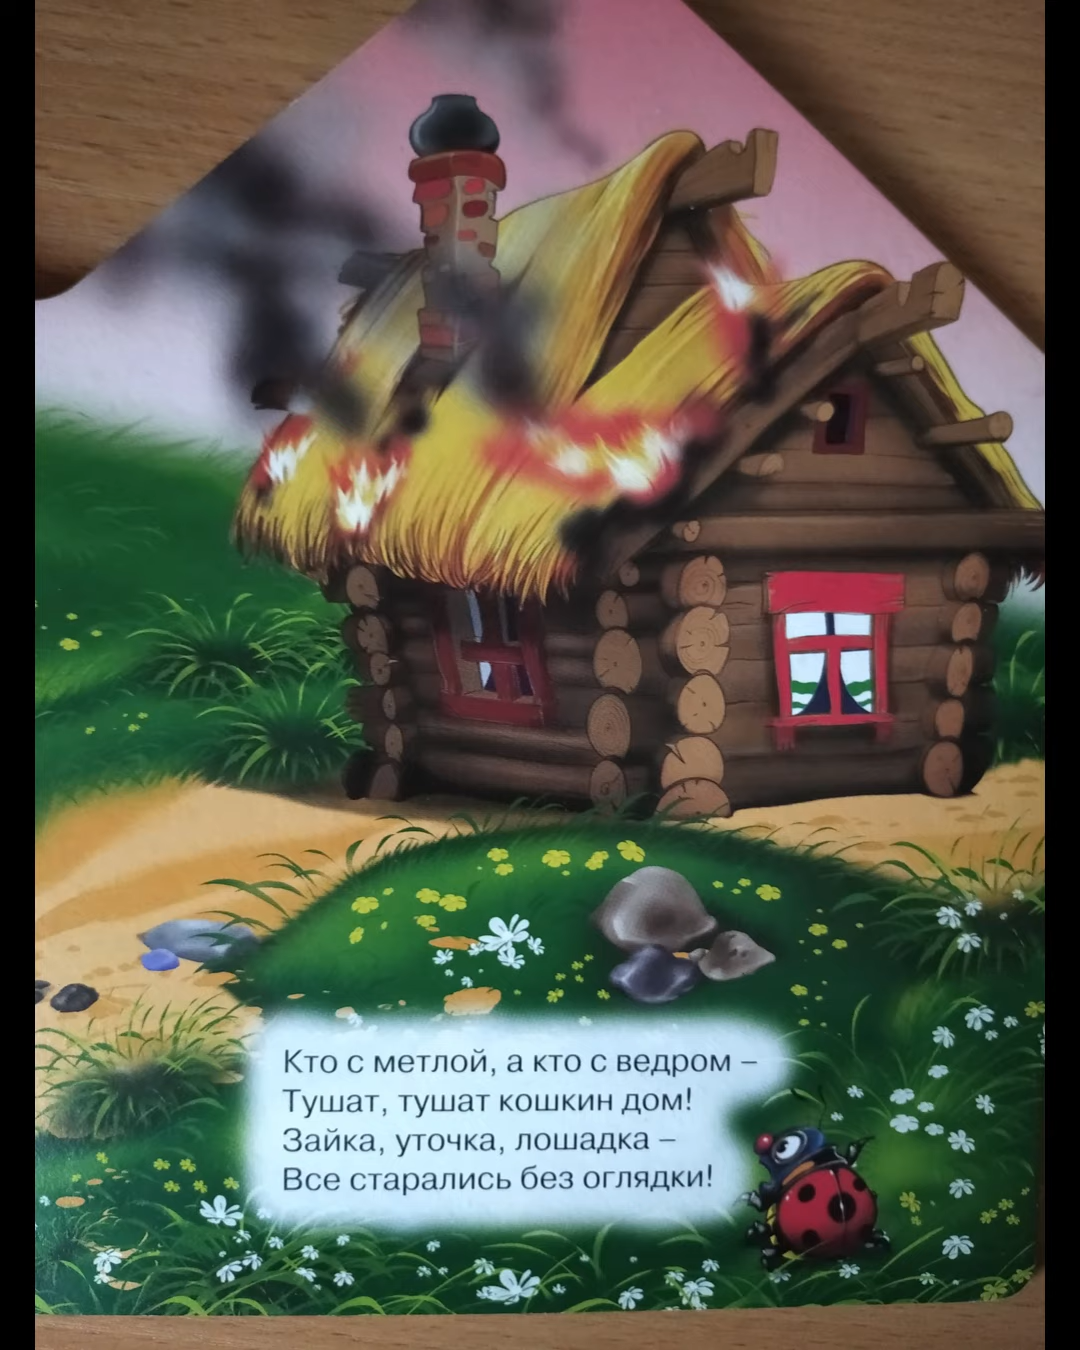 Кто с метлой, а кто с ведром –
Тушат, тушат кошкин дом!
Зайка, уточка, лошадка –
Все старались без оглядки!